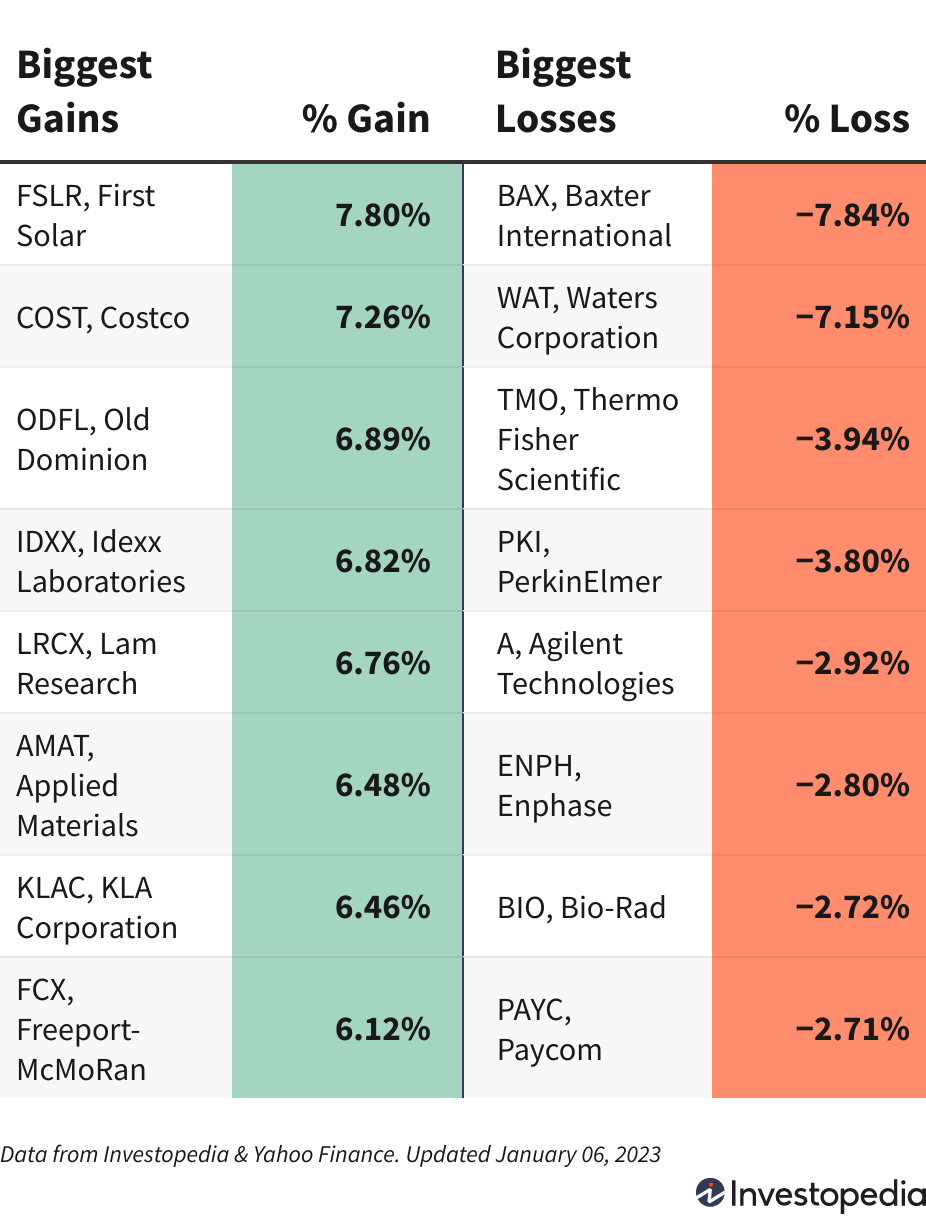 Biggest
Gains
% Gain
Biggest
Losses
% Loss
FSLR, First
Solar
7.80%
BAX, Baxter
International
−7.84%
COST, Costco
7.26%
WAT, Waters
Corporation
−7.15%
ODFL, Old
Dominion
6.89%
TMO, Thermo
Fisher
Scientific
−3.94%
IDXX, Idexx
Laboratories
6.82%
PKI,
PerkinElmer
−3.80%
LRCX, Lam
Research
6.76%
A, Agilent
Technologies
−2.92%
AMAT,
Applied
Materials
6.48%
ENPH,
Enphase
−2.80%
KLAC, KLA
Corporation
6.46%
BIO, Bio-Rad
−2.72%
FCX,
Freeport-
McMoRan
6.12%
PAYC,
Paycom
−2.71%
Data from Investopedia & Yahoo Finance. Updated January 06, 2023
Investopedia